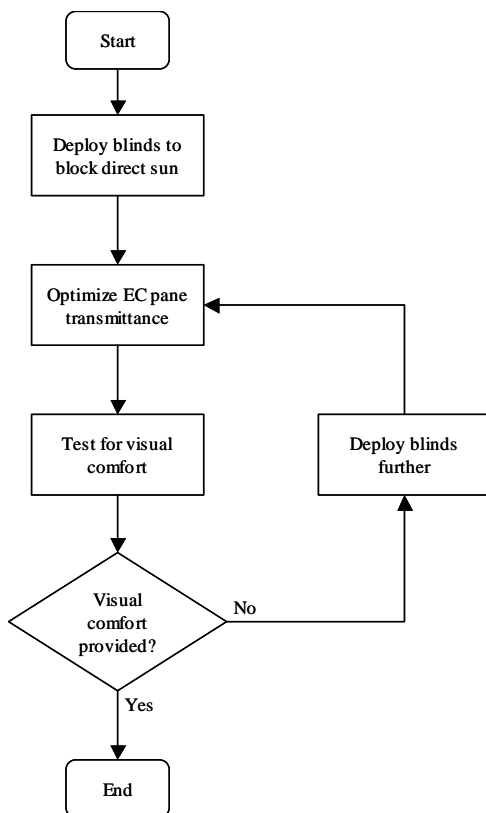 Start
Deploy blinds to
block direct sun
Optimize EC pane
transmittance
Test for visual
comfort
Deploy blinds
further
Visual
comfort
provided?
No
Yes
End